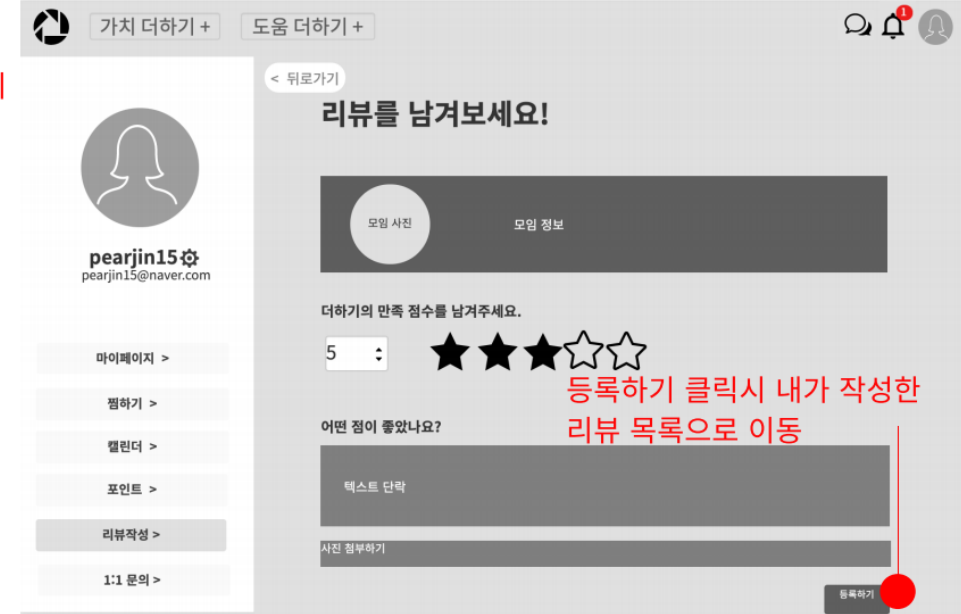 가치 더하기 +
도움 더하기 +
1
< 뒤로가기
리뷰를 남겨보세요!
모임 사진
모임 정보
pearjin15
pearjin15@naver.com
더하기의 만족 점수를 남겨주세요.
5
마이페이지 >
찜하기 >
캘린더 >
포인트 >
리뷰작성 >
1:1 문의 >
등록하기 클릭시 내가 작성한
리뷰 목록으로 이동
어떤 점이 좋았나요?
텍스트 단락
사진 첨부하기
등록하기